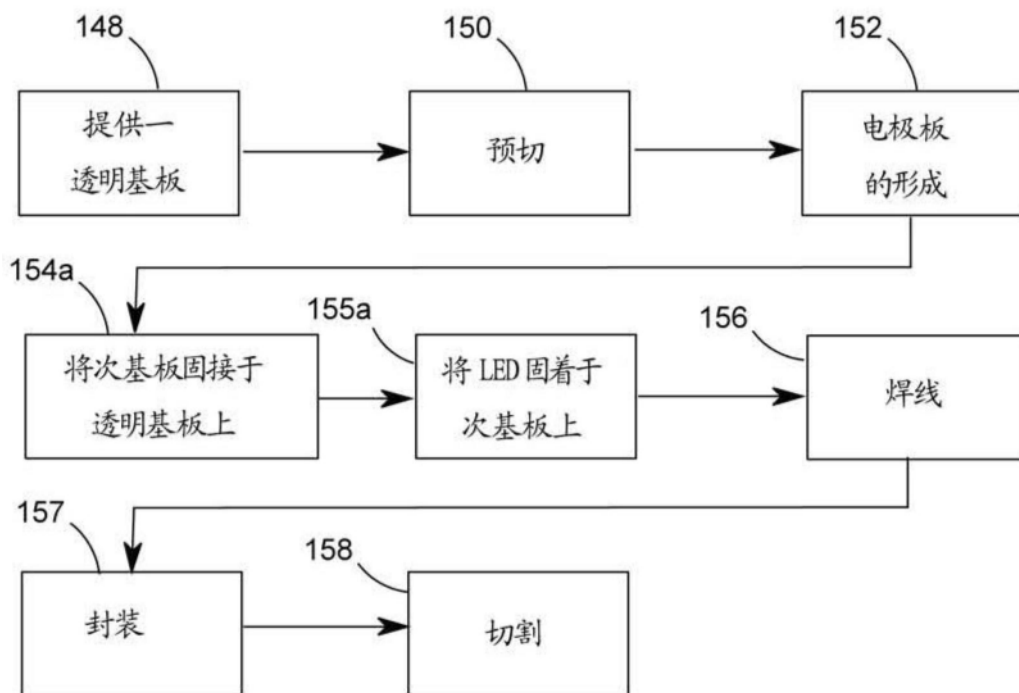 148
提供一
透明基板
150
预切
152
电极板
的形成
154a
将次基板固接于
透明基板上
155a
将 LED 固着于
次基板上
156
焊线
157
封装
158
切割